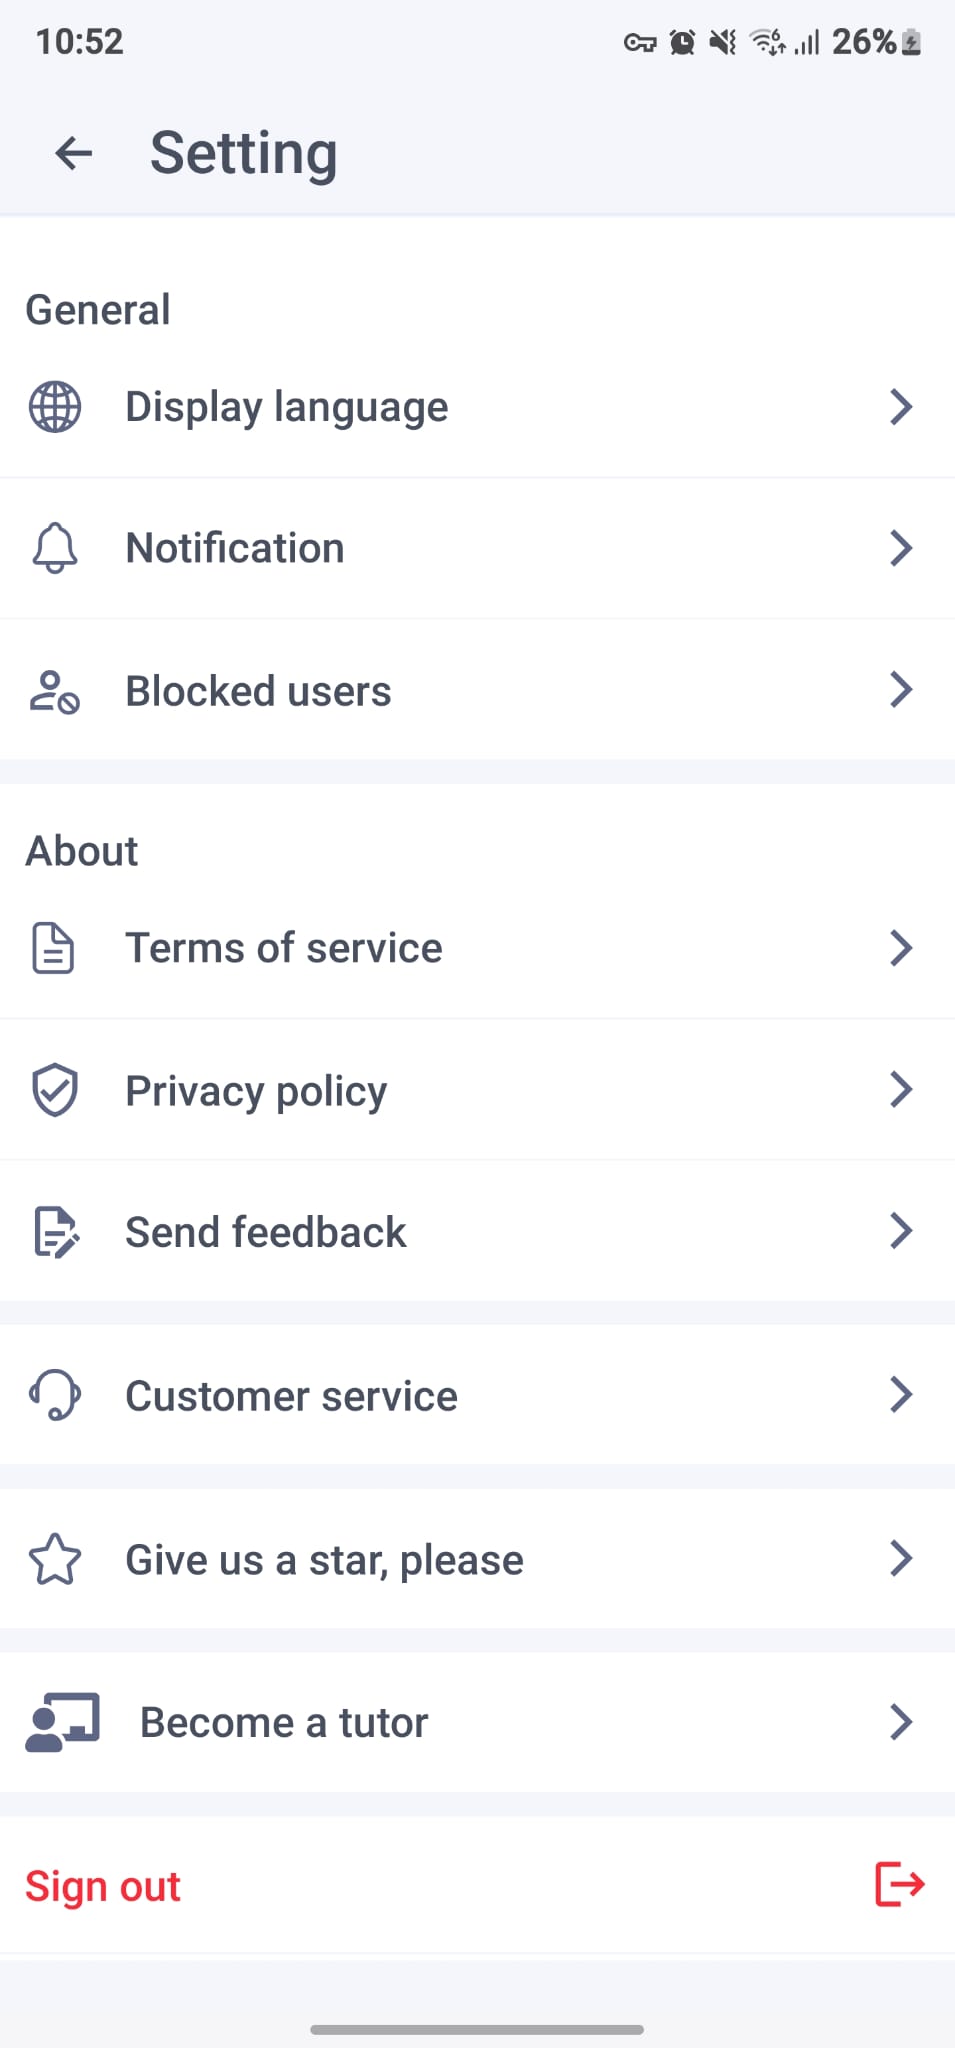 10:52
26%
Setting
General
Display language
Notification
Blocked users
About
Terms of service
Privacy policy
Send feedback
Customer service
Give us a star, please
Become a tutor
Sign out